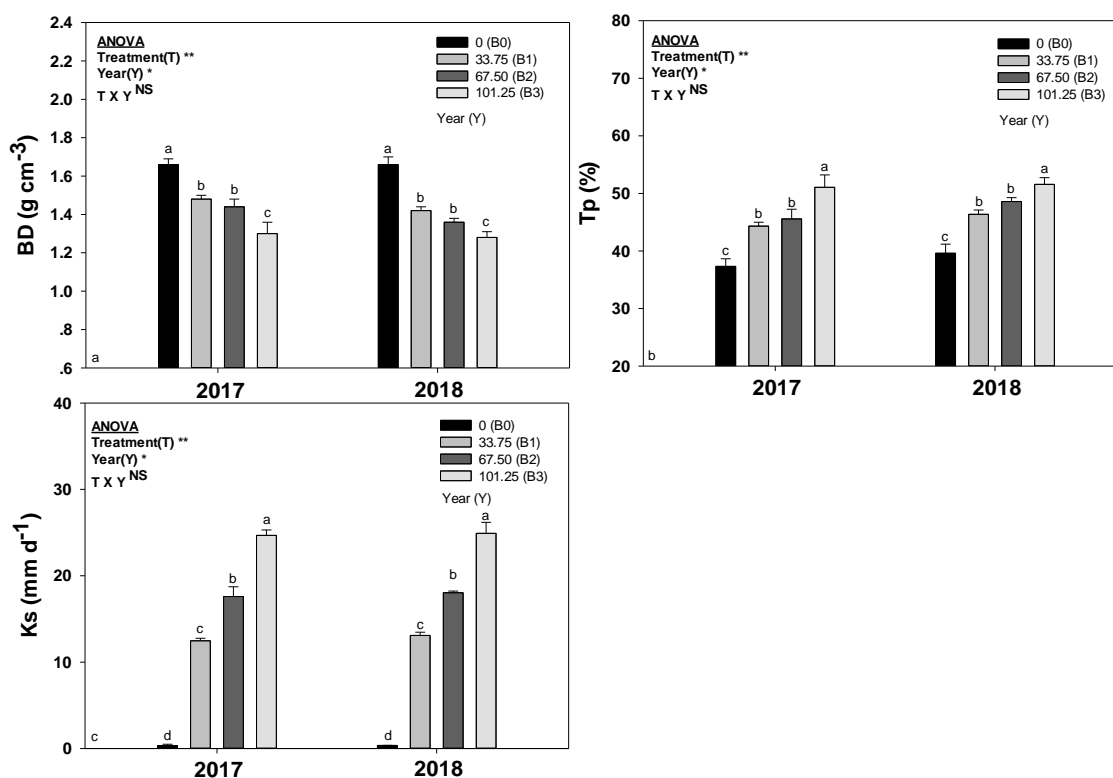 2.4
2.2
2.0
1.8
1.6
1.4
1.2
1.0
.8
.6
BD (g cm⁻³)
ANOVA
Treatment(T) **
Year(Y) *
T X Y NS
0 (B0)
33.75 (B1)
67.50 (B2)
101.25 (B3)
Year (Y)
a
b
b
c
a
b
b
c
a
2017
2018
80
70
60
50
40
30
20
Tp (%)
ANOVA
Treatment(T) **
Year(Y) *
T X Y NS
0 (B0)
33.75 (B1)
67.50 (B2)
101.25 (B3)
Year (Y)
c
b
b
a
c
b
b
a
b
2017
2018
40
30
20
10
0
Ks (mm d⁻¹)
ANOVA
Treatment(T) **
Year(Y) *
T X Y NS
0 (B0)
33.75 (B1)
67.50 (B2)
101.25 (B3)
Year (Y)
d
c
b
a
d
c
b
a
c
2017
2018